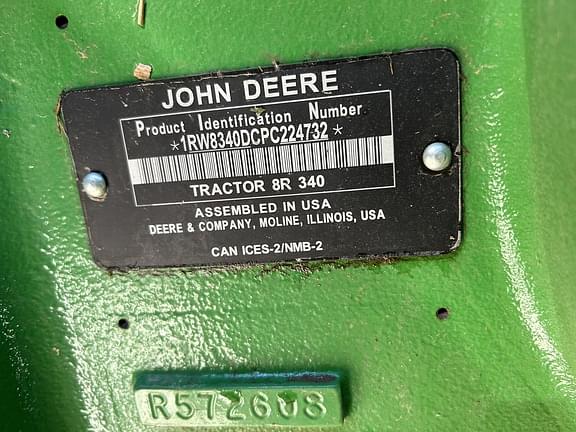 JOHN DEERE
Product Identification Number
*1RW8340DCPC224732*
TRACTOR 8R 340
ASSEMBLED IN USA
DEERE & COMPANY, MOLINE, ILLINOIS, USA
CAN ICES-2/NMB-2
R572608